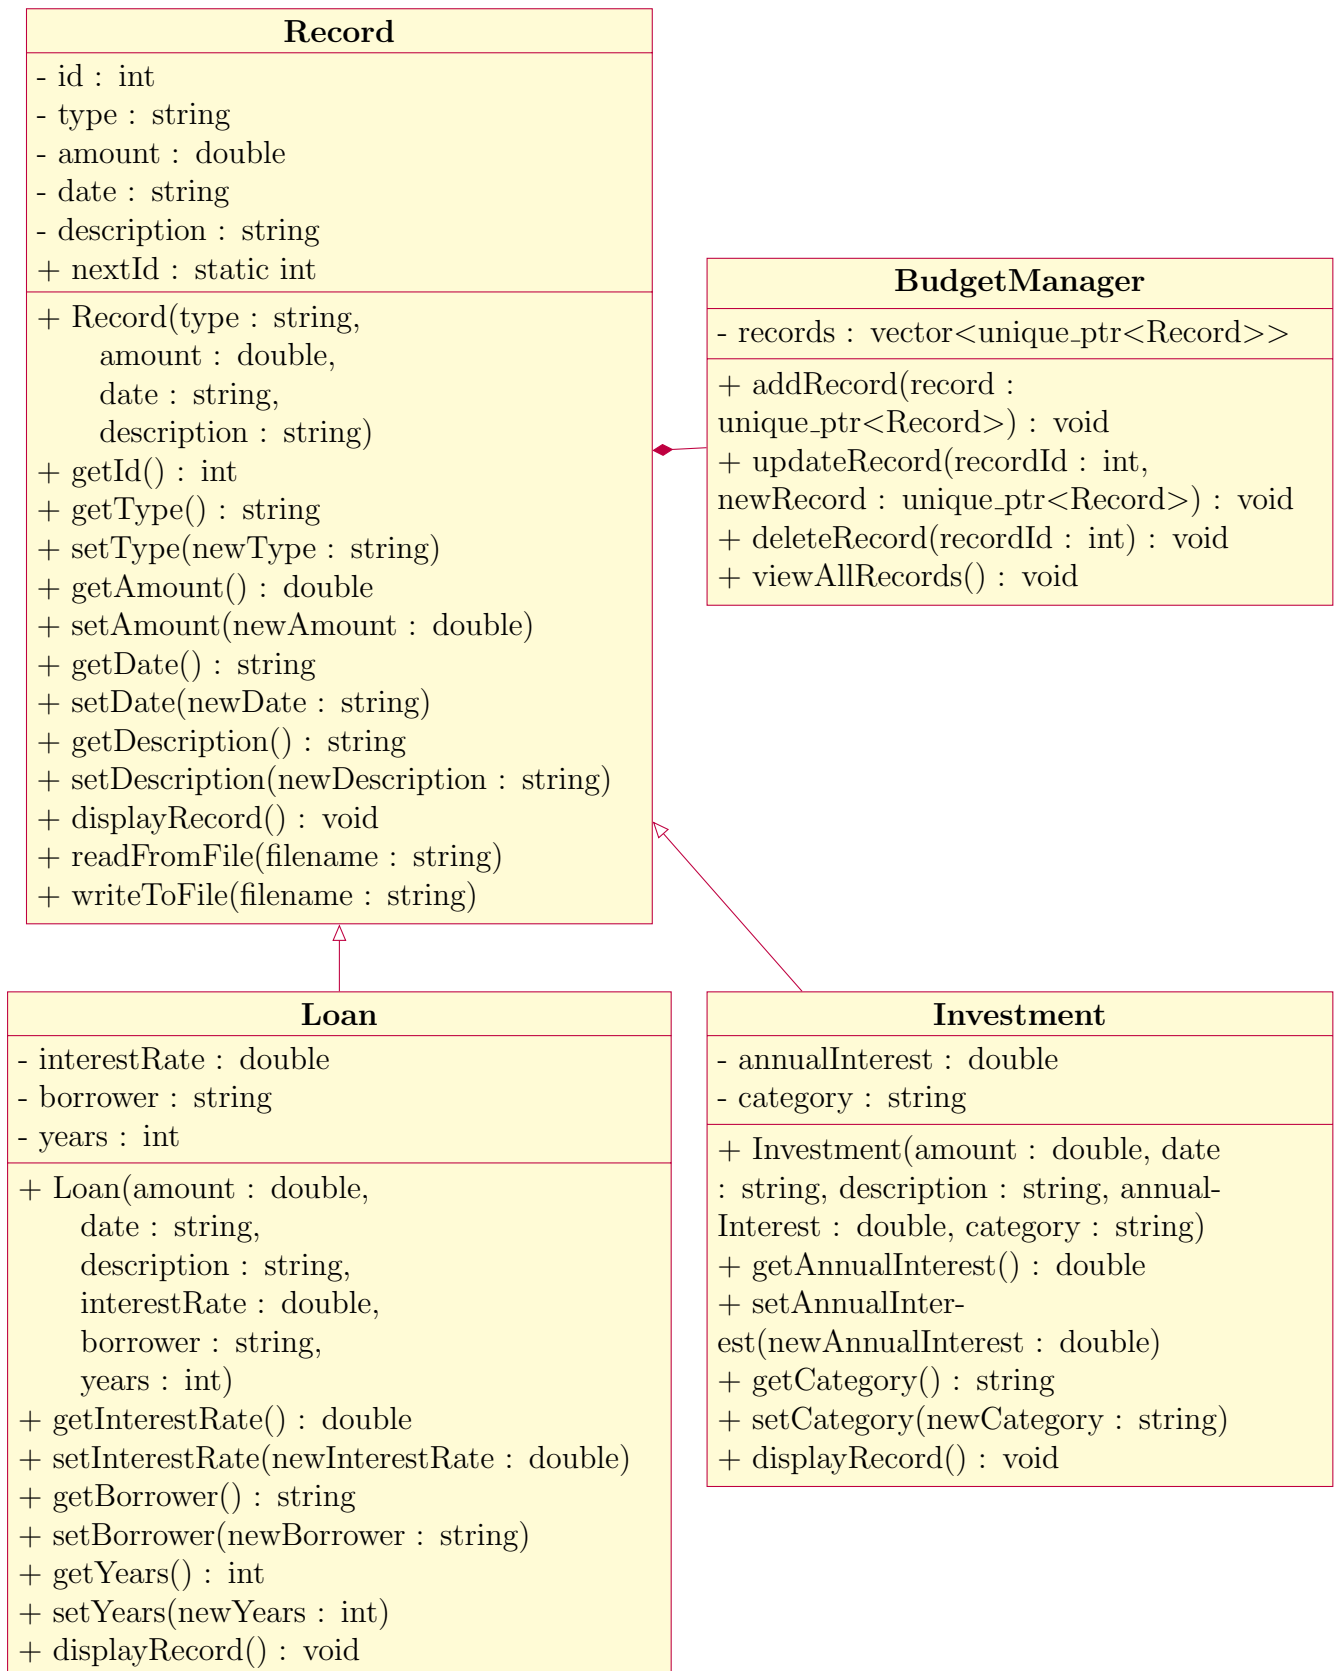 Record
- id : int
- type : string
- amount : double
- date : string
- description : string
+ nextId : static int
+ Record(type : string,
amount : double,
date : string,
description : string)
+ getId() : int
+ getType() : string
+ setType(newType : string)
+ getAmount() : double
+ setAmount(newAmount : double)
+ getDate() : string
+ setDate(newDate : string)
+ getDescription() : string
+ setDescription(newDescription : string)
+ displayRecord() : void
+ readFromFile(filename : string)
+ writeToFile(filename : string)
BudgetManager
- records : vector<unique_ptr<Record>>
+ addRecord(record :
unique_ptr<Record>) : void
+ updateRecord(recordId : int,
newRecord : unique_ptr<Record>) : void
+ deleteRecord(recordId : int) : void
+ viewAllRecords() : void
Loan
- interestRate : double
- borrower : string
- years : int
+ Loan(amount : double,
date : string,
description : string,
interestRate : double,
borrower : string,
years : int)
+ getInterestRate() : double
+ setInterestRate(newInterestRate : double)
+ getBorrower() : string
+ setBorrower(newBorrower : string)
+ getYears() : int
+ setYears(newYears : int)
+ displayRecord() : void
Investment
- annualInterest : double
- category : string
+ Investment(amount : double, date
: string, description : string, annual-
Interest : double, category : string)
+ getAnnualInterest() : double
+ setAnnualInter-
est(newAnnualInterest : double)
+ getCategory() : string
+ setCategory(newCategory : string)
+ displayRecord() : void